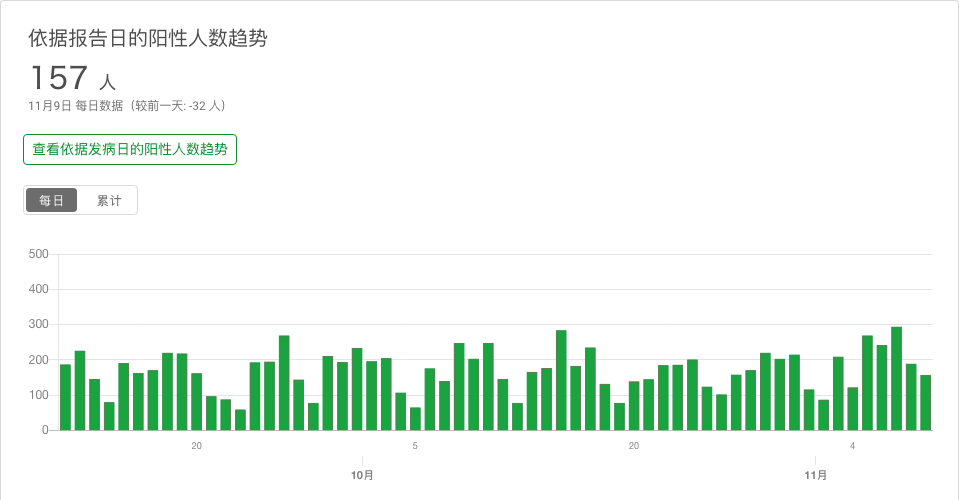 依据报告日的阳性人数趋势
157 人
11月9日 每日数据（较前一天: -32 人）
查看依据发病日的阳性人数趋势
每日 累计
500
400
300
200
100
0
20 5 20 4
10月 11月